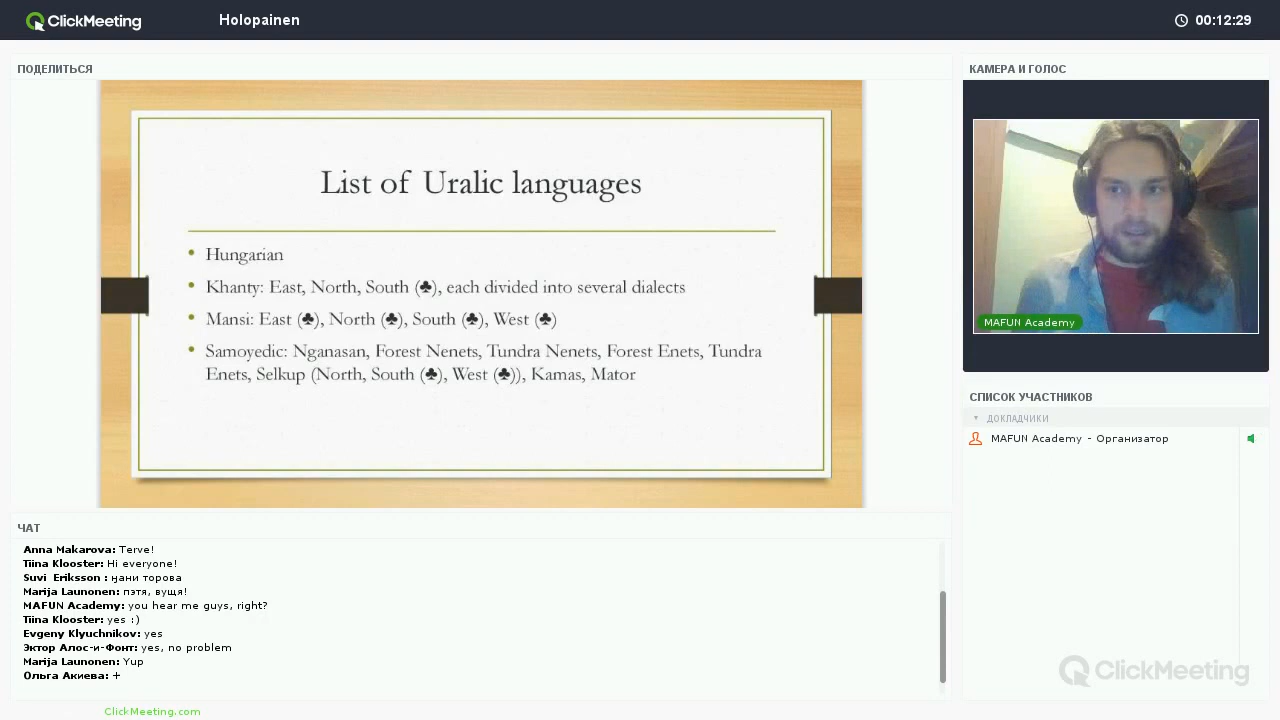 ClickMeeting
Holopainen
00:12:29
ПОДЕЛИТЬСЯ
List of Uralic languages
• Hungarian
• Khanty: East, North, South (♣), each divided into several dialects
• Mansi: East (♣), North (♣), South (♣), West (♣)
• Samoyedic: Nganasan, Forest Nenets, Tundra Nenets, Forest Enets, Tundra
Enets, Selkup (North, South (♣), West (♣)), Kamas, Mator
КАМЕРА И ГОЛОС
MAFUN Academy
СПИСОК УЧАСТНИКОВ
ДОКЛАДЧИКИ
MAFUN Academy - Организатор
ЧАТ
Anna Makarova: Terve!
Tiina Klooster: Hi everyone!
Suvi Eriksson : ӈани торова
Marija Launonen: пэтя, вущя!
MAFUN Academy: you hear me guys, right?
Tiina Klooster: yes :)
Evgeny Klyuchnikov: yes
Эктор Алос-и-Фонт: yes, no problem
Marija Launonen: Yup
Ольга Акиева: +
ClickMeeting
ClickMeeting.com